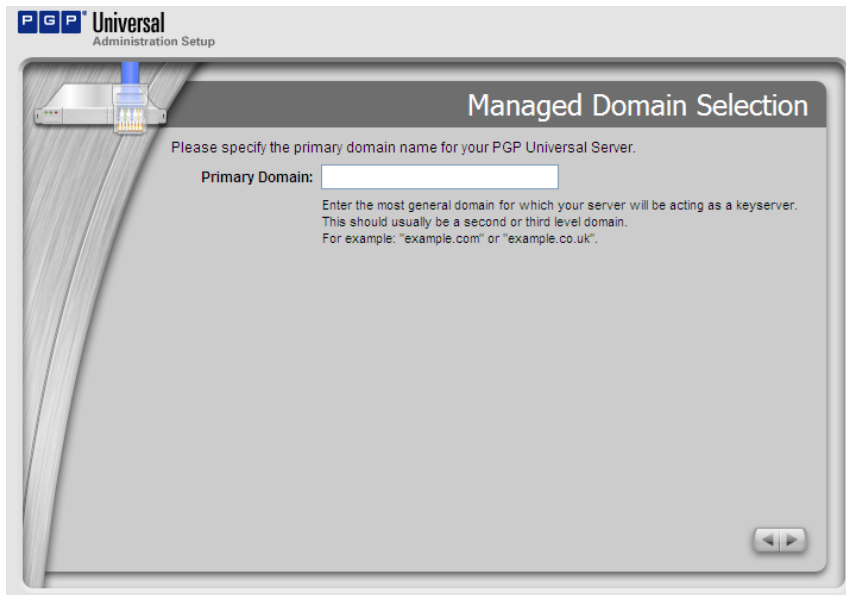 PGP® Universal
Administration Setup
Managed Domain Selection
Please specify the primary domain name for your PGP Universal Server.
Primary Domain:
Enter the most general domain for which your server will be acting as a keyserver.
This should usually be a second or third level domain.
For example: "example.com" or "example.co.uk".